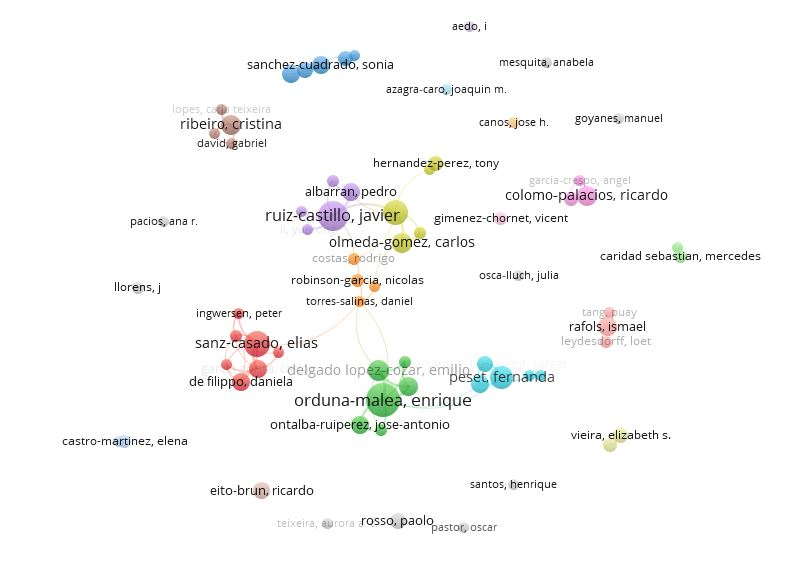 aedo, i
sanchez-cuadrado, sonia
mesquita, anabela
azagra-caro, joaquin m.
lopes, carla teixeira
ribeiro, cristina
david, gabriel
canos, jose h.
goyanes, manuel
hernandez-perez, tony
garcia-crespo, angel
albarran, pedro
colomo-palacios, ricardo
ruiz-castillo, javier
gimenez-chornet, vicent
pacios, ana r.
olmeda-gomez, carlos
costas, rodrigo
caridad sebastian, mercedes
osca-lluch, julia
robinson-garcia, nicolas
llorens, j
torres-salinas, daniel
ingwersen, peter
tang, puay
rafols, ismael
sanz-casado, elias
leydesdorff, loet
delgado lopez-cozar, emilio
peset, fernanda
de filippo, daniela
orduna-malea, enrique
ontalba-ruiperez, jose-antonio
castro-martinez, elena
vieira, elizabeth s.
santos, henrique
eito-brun, ricardo
teixeira, aurora a.
rosso, paolo
pastor, oscar